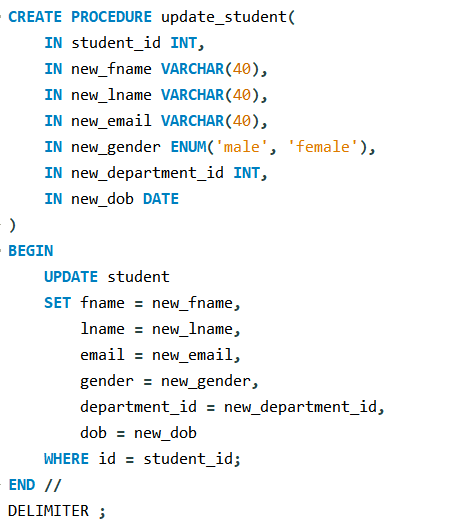 CREATE PROCEDURE update_student(
    IN student_id INT,
    IN new_fname VARCHAR(40),
    IN new_lname VARCHAR(40),
    IN new_email VARCHAR(40),
    IN new_gender ENUM('male', 'female'),
    IN new_department_id INT,
    IN new_dob DATE
)
BEGIN
    UPDATE student
    SET fname = new_fname,
        lname = new_lname,
        email = new_email,
        gender = new_gender,
        department_id = new_department_id,
        dob = new_dob
    WHERE id = student_id;
END //
DELIMITER ;